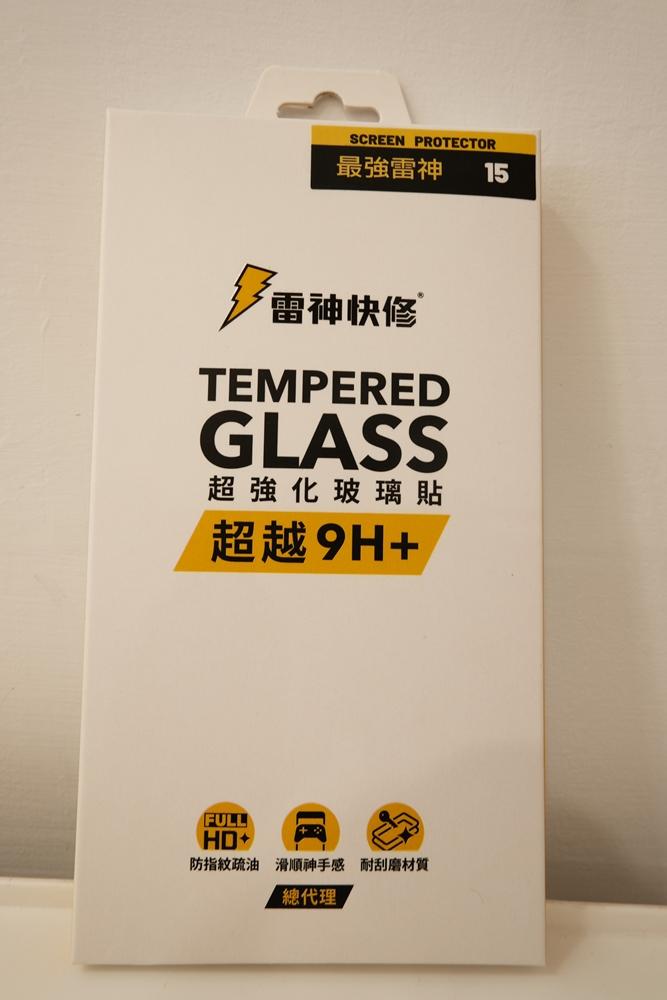 SCREEN PROTECTOR
最強雷神 15
雷神快修®
TEMPERED
GLASS
超強化玻璃貼
超越9H+
FULL
HD+
防指紋疏油 滑順神手感 耐刮磨材質
總代理